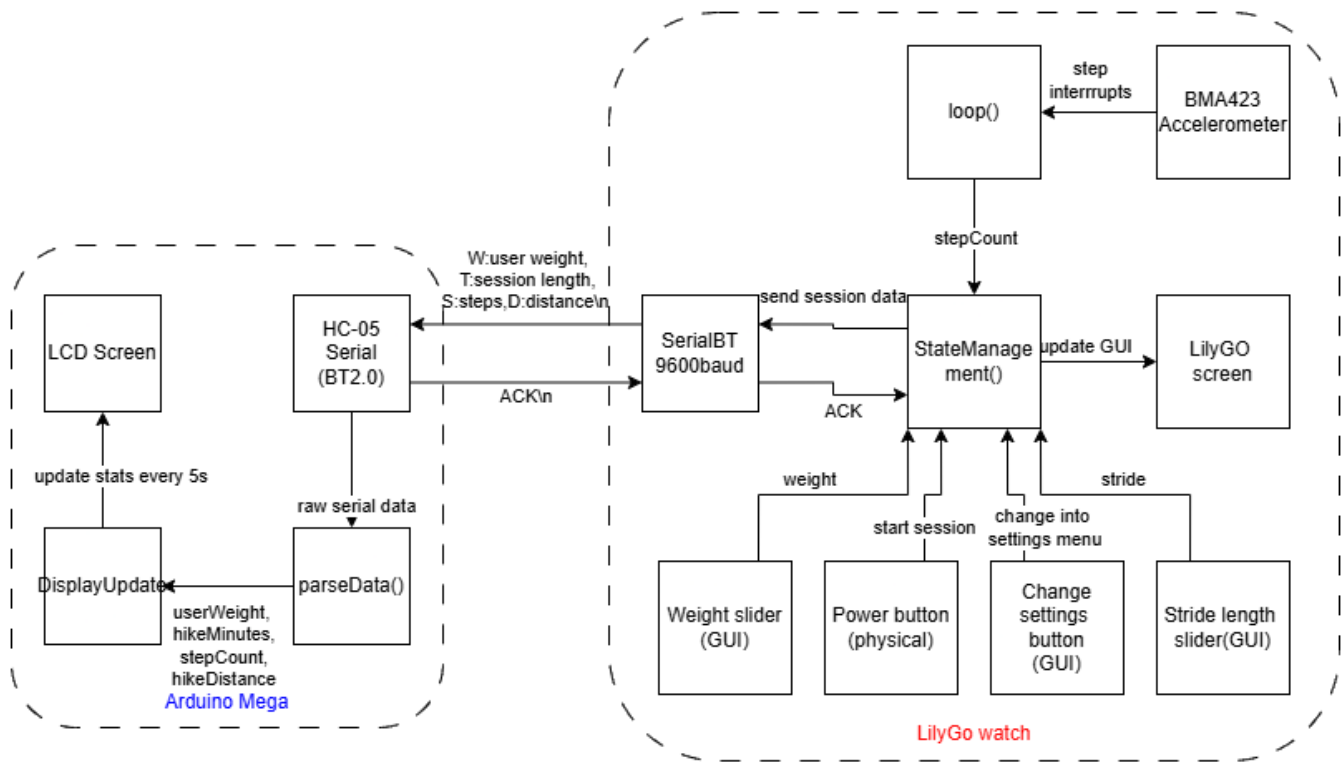 loop()
step
interrrupts
BMA423
Accelerometer
stepCount
W:user weight,
T:session length,
S:steps,D:distance\n
send session data
LCD Screen
HC-05
Serial
(BT2.0)
SerialBT
9600baud
StateManage
ment()
update GUI
LilyGO
screen
ACK\n
ACK
update stats every 5s
raw serial data
weight
start session
change into
settings menu
stride
DisplayUpdate
parseData()
userWeight,
hikeMinutes,
stepCount,
hikeDistance
Arduino Mega
Weight slider
(GUI)
Power button
(physical)
Change
settings
button
(GUI)
Stride length
slider(GUI)
LilyGo watch